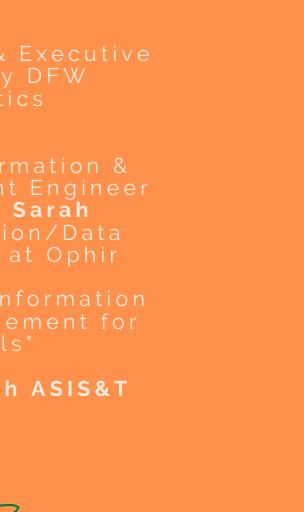 & Executive
y DFW
tics
rmation &
nt Engineer
Sarah
ion/Data
at Ophir
nformation
ement for
ls"
h ASIS&T